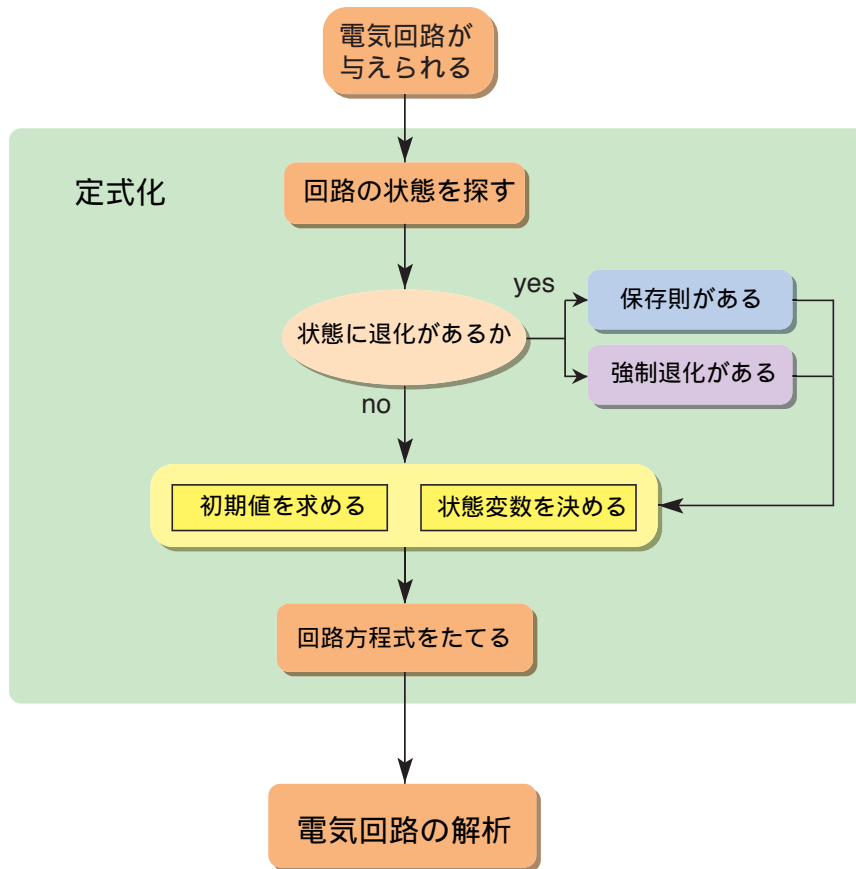 電気回路が
与えられる
定式化
回路の状態を探す
状態に退化があるか
yes
保存則がある
強制退化がある
no
初期値を求める
状態変数を決める
回路方程式をたてる
電気回路の解析